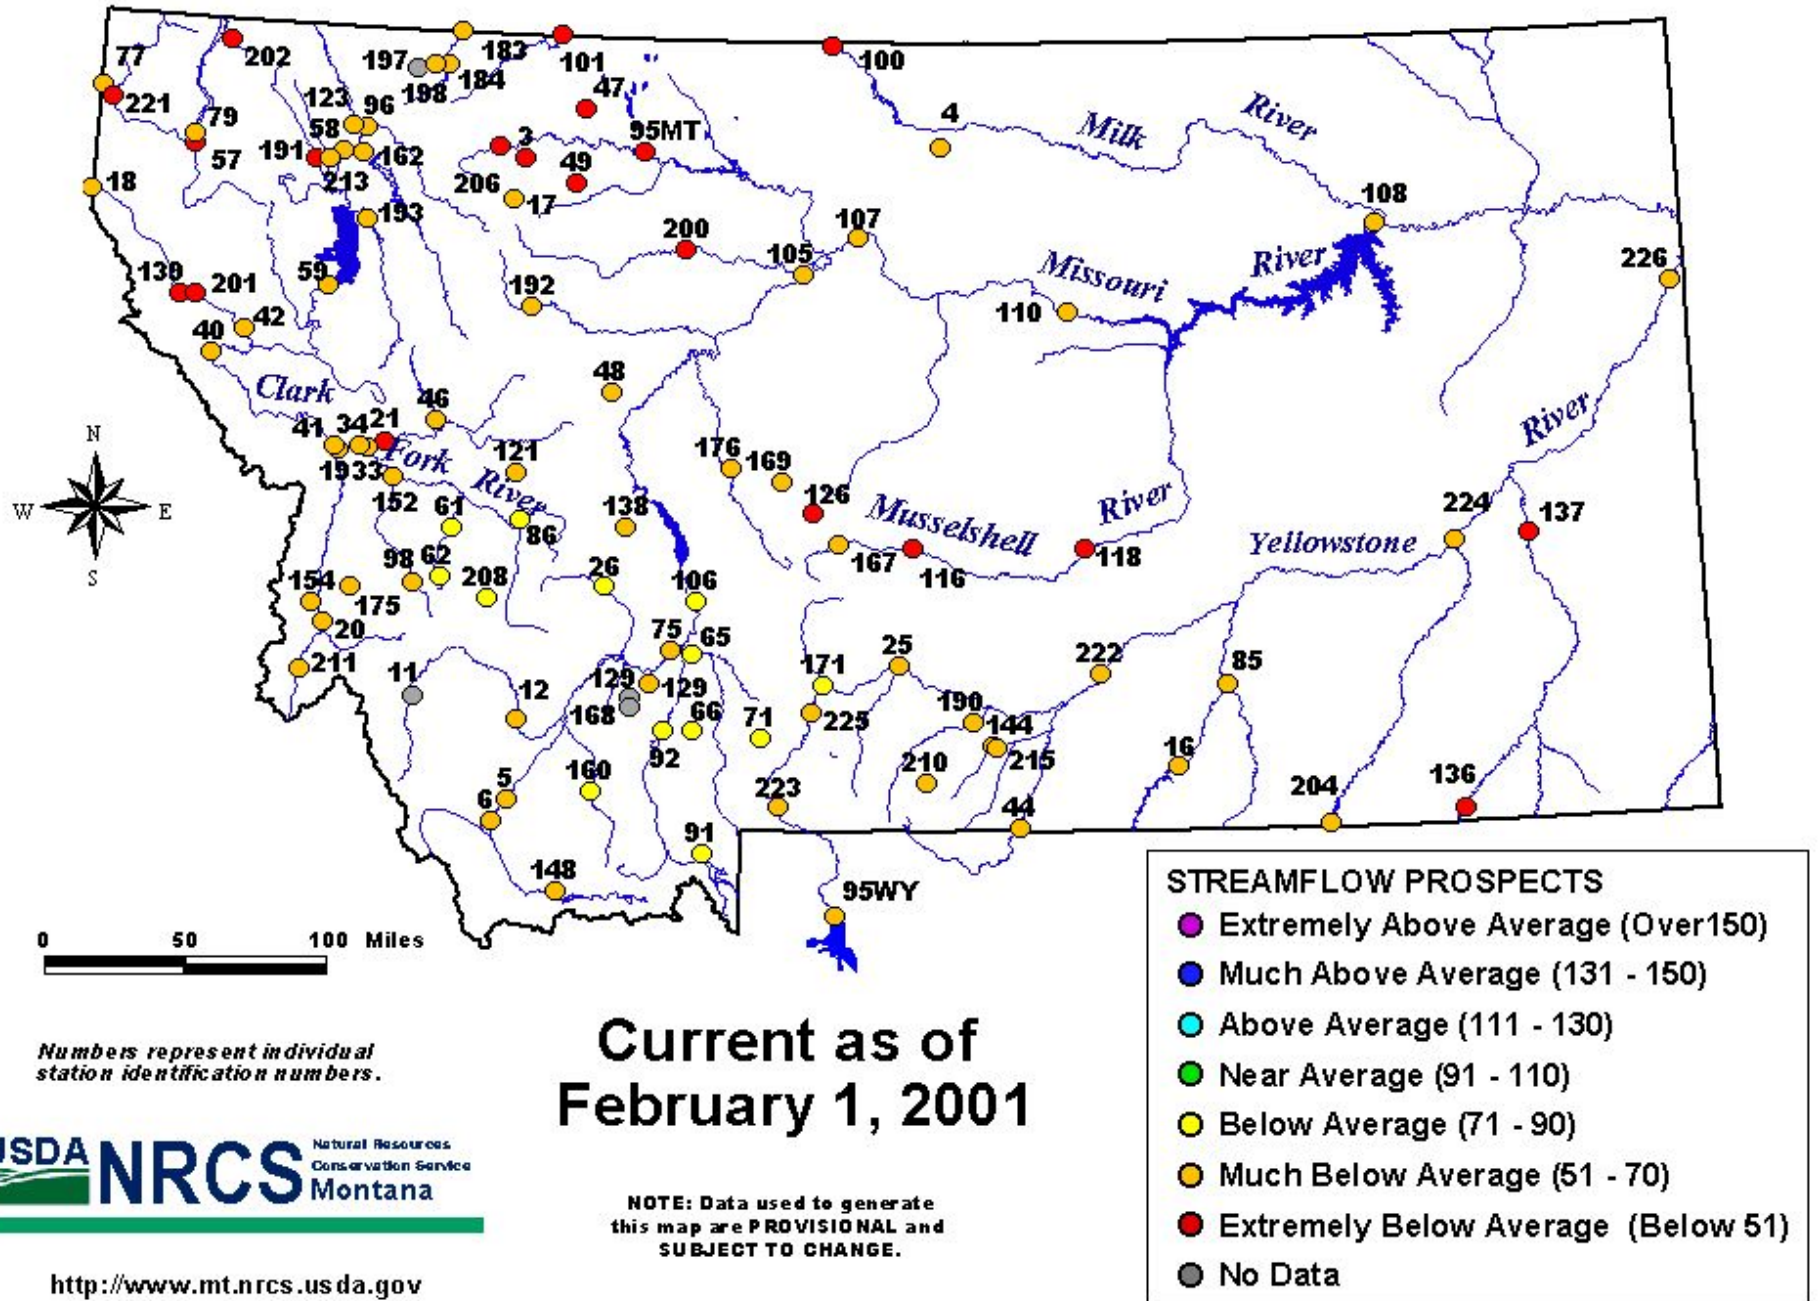 77
202
197
183
101
100
221
198
184
47
123
96
79
58
3
95MT
4
Milk
River
57
191
162
49
18
213
206
17
108
193
200
107
139
201
59
105
Missouri
River
226
192
42
110
40
Clark
48
46
41
34
21
Fork
River
19
33
121
176
169
N
W
E
S
152
River
61
138
126
Musselshell
River
224
137
86
98
62
208
26
106
167
116
118
Yellowstone
154
175
20
75
65
25
222
85
211
11
12
129
129
171
190
168
66
71
225
144
92
210
215
16
5
160
223
204
136
6
44
91
148
95WY
0 50 100 Miles
Numbers represent individual
station identification numbers.
USDA NRCS
Natural Resources
Conservation Service
Montana
http://www.mt.nrcs.usda.gov
Current as of
February 1, 2001
NOTE: Data used to generate
this map are PROVISIONAL and
SUBJECT TO CHANGE.
STREAMFLOW PROSPECTS
Extremely Above Average (Over150)
Much Above Average (131 - 150)
Above Average (111 - 130)
Near Average (91 - 110)
Below Average (71 - 90)
Much Below Average (51 - 70)
Extremely Below Average (Below 51)
No Data